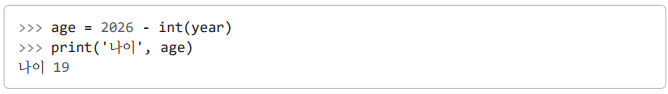 >>> age = 2026 - int(year)
>>> print('나이', age)
나이 19